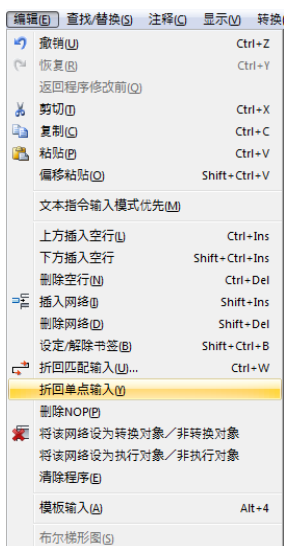 编辑(E) 查找/替换(S) 注释(C) 显示(V) 转换(
撤销(U) Ctrl+Z
恢复(R) Ctrl+Y
返回程序修改前(Q)
剪切(T) Ctrl+X
复制(C) Ctrl+C
粘贴(P) Ctrl+V
偏移粘贴(O) Shift+Ctrl+V
文本指令输入模式优先(M)
上方插入空行(L) Ctrl+Ins
下方插入空行 Shift+Ctrl+Ins
删除空行(N) Ctrl+Del
插入网络(I) Shift+Ins
删除网络(D) Shift+Del
设定/解除书签(B) Shift+Ctrl+B
折回匹配输入(U)... Ctrl+W
折回单点输入(Y)
删除NOP(P)
将该网络设为转换对象/非转换对象
将该网络设为执行对象/非执行对象
清除程序(E)
模板输入(A) Alt+4
布尔梯形图(S)